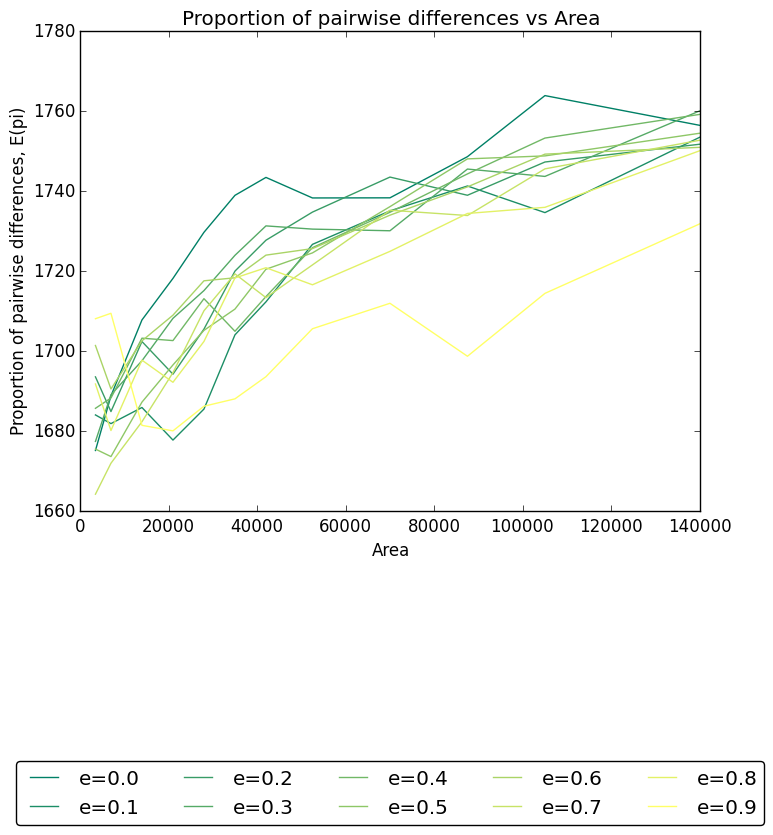 Proportion of pairwise differences vs Area
Proportion of pairwise differences, E(pi)
1780
1760
1740
1720
1700
1680
1660
0 20000 40000 60000 80000 100000 120000 140000
Area
e=0.0 e=0.2 e=0.4 e=0.6 e=0.8
e=0.1 e=0.3 e=0.5 e=0.7 e=0.9